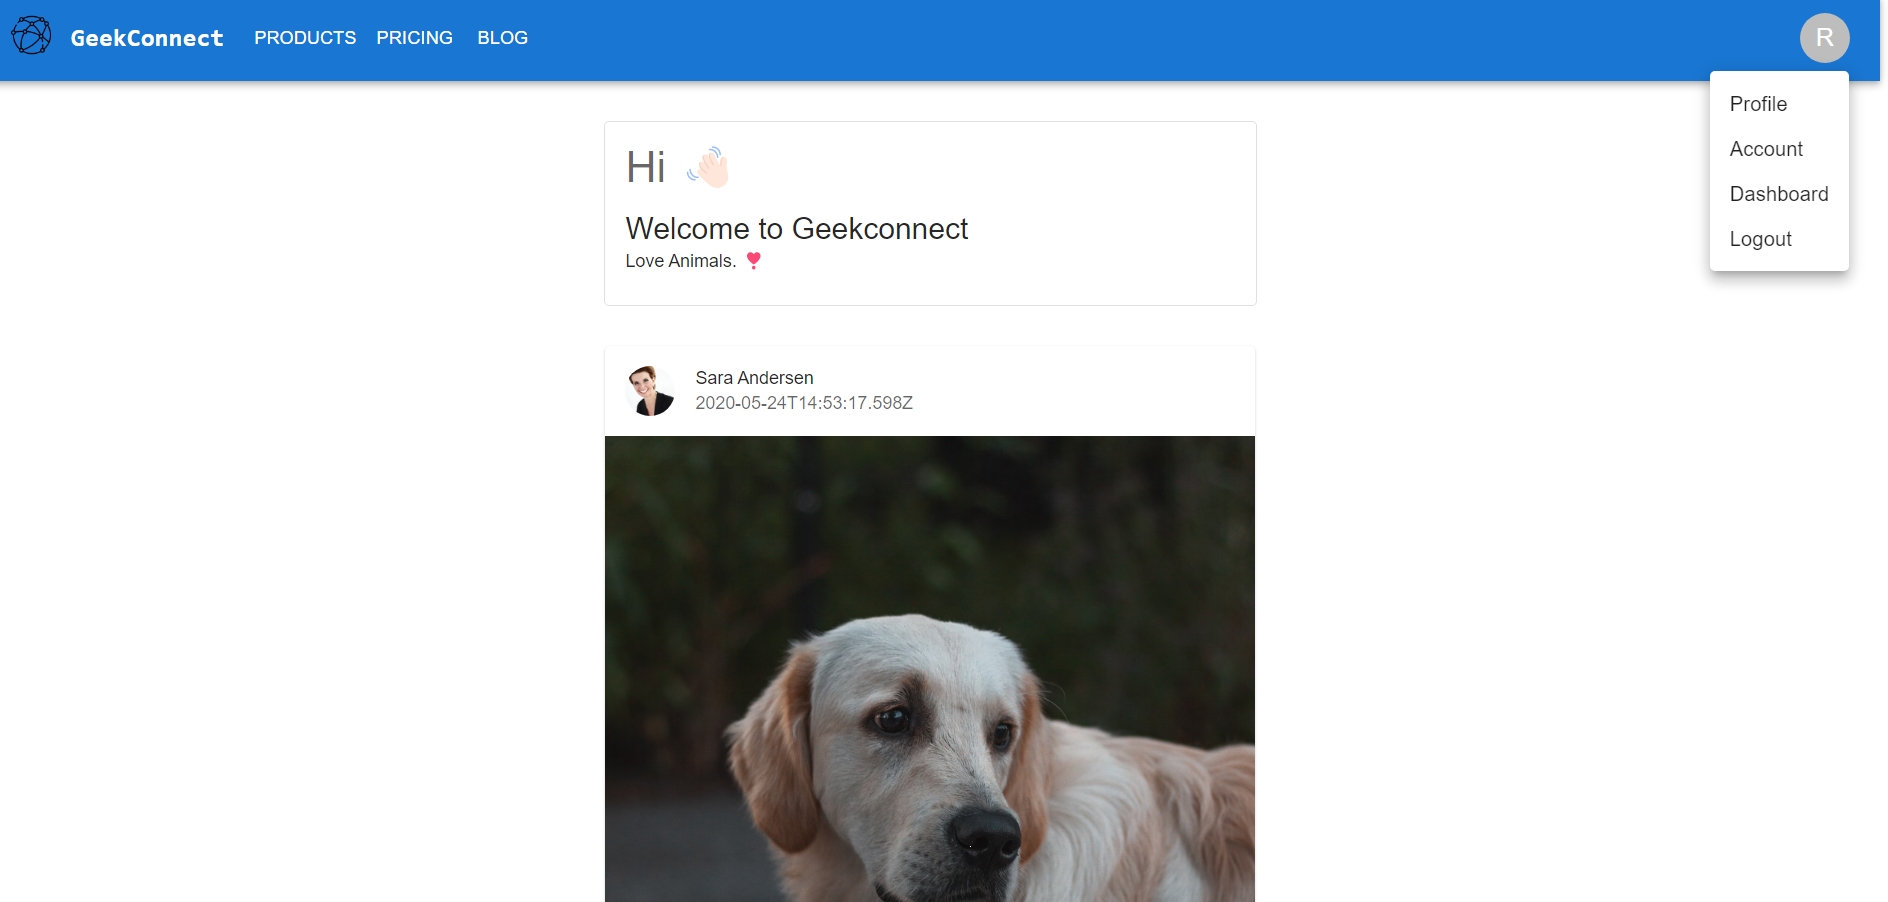 GeekConnect PRODUCTS PRICING BLOG R
Profile
Account
Dashboard
Logout
Hi 👋🏻
Welcome to Geekconnect
Love Animals. ❣️
Sara Andersen
2020-05-24T14:53:17.598Z